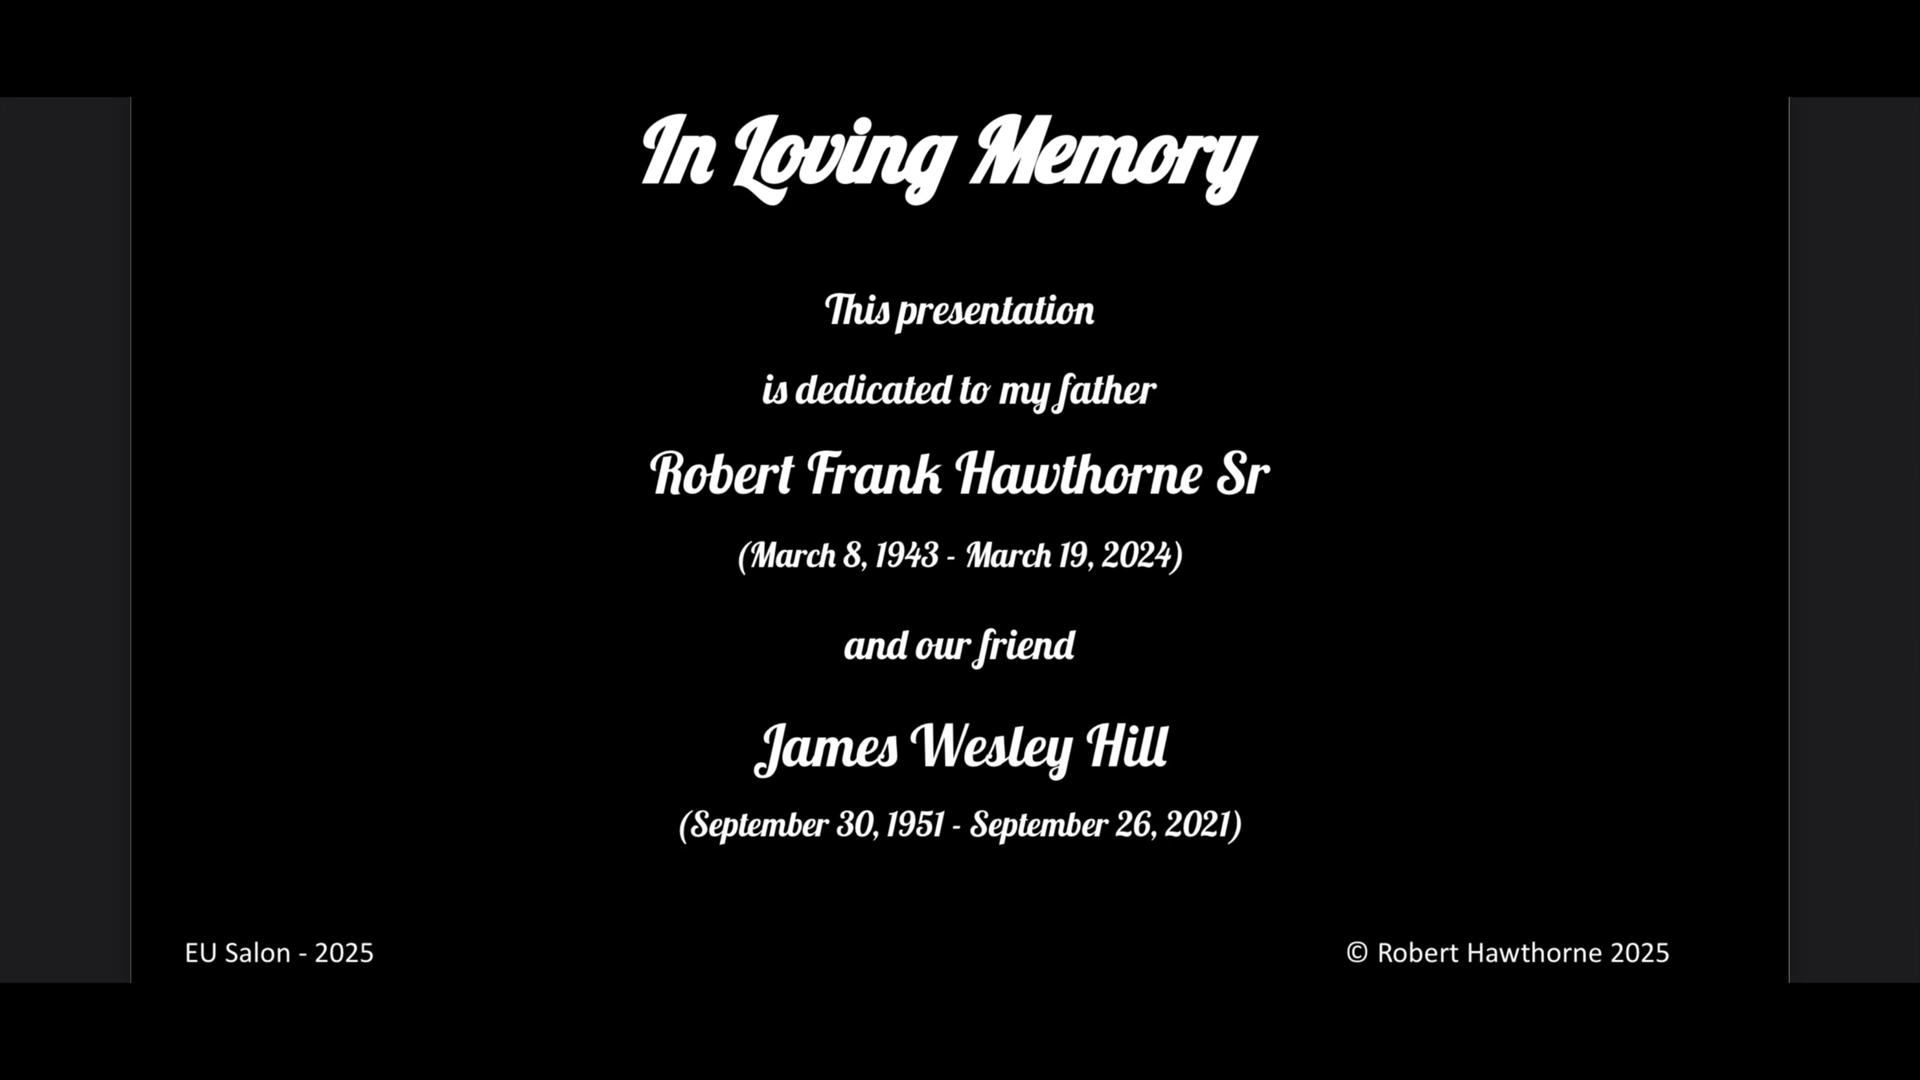 In Loving Memory
This presentation
is dedicated to my father
Robert Frank Hawthorne Sr
(March 8, 1943 - March 19, 2024)
and our friend
James Wesley Hill
(September 30, 1951 - September 26, 2021)
EU Salon - 2025
© Robert Hawthorne 2025